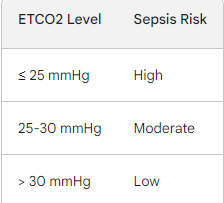 ETCO2 Level Sepsis Risk
≤ 25 mmHg High
25-30 mmHg Moderate
> 30 mmHg Low